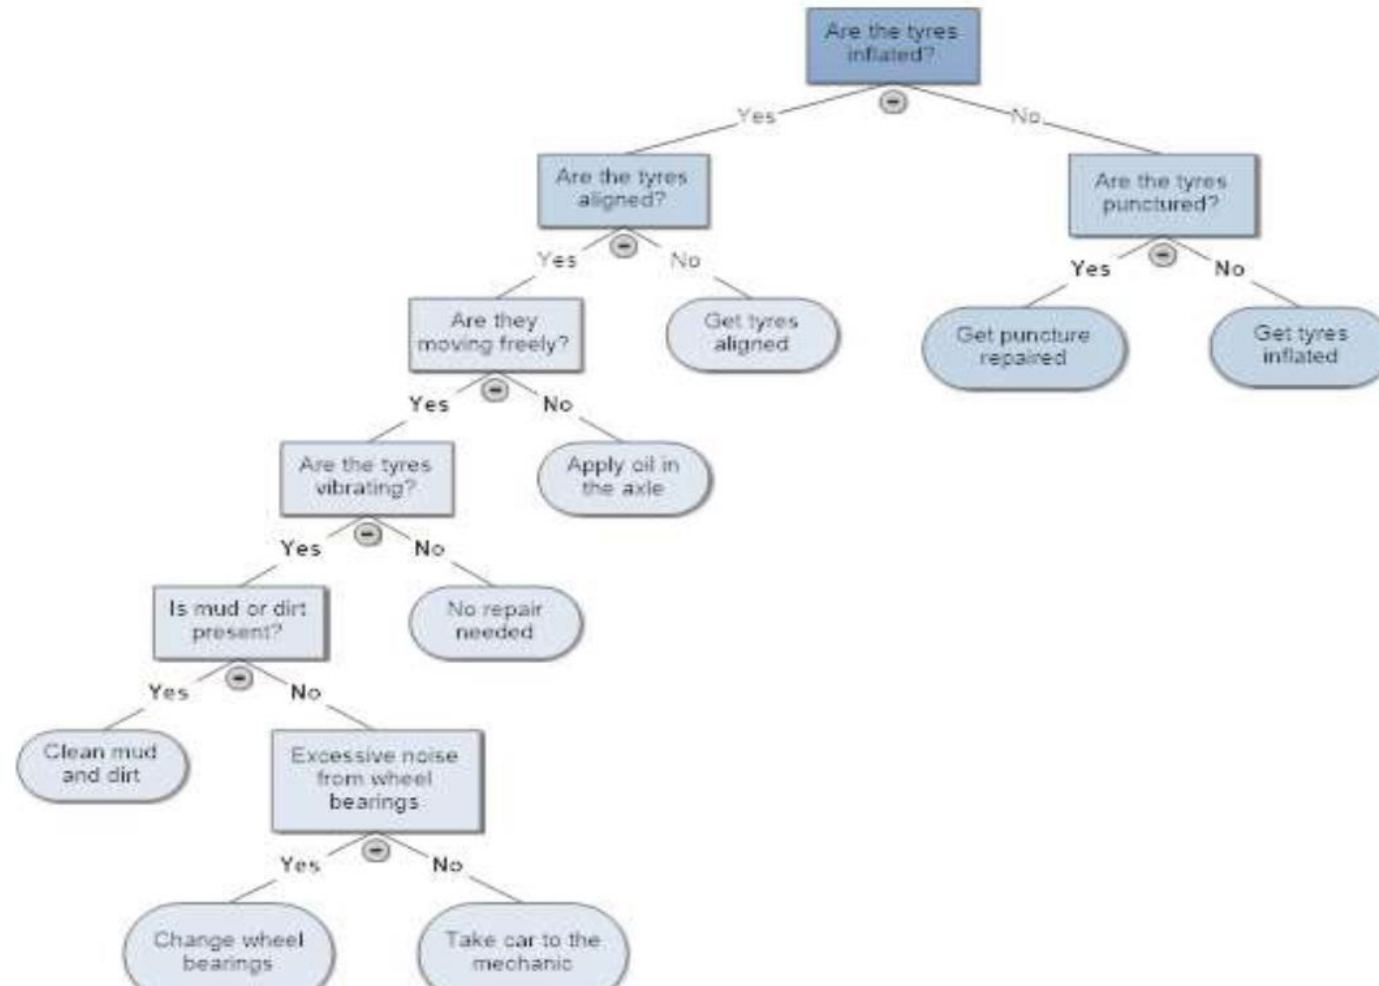 Are the tyres
inflated?
Yes
No
Are the tyres
aligned?
Are the tyres
punctured?
Yes
No
Yes
No
Are they
moving freely?
Get tyres
aligned
Get puncture
repaired
Get tyres
inflated
Yes
No
Are the tyres
vibrating?
Apply oil in
the axle
Yes
No
Is mud or dirt
present?
No repair
needed
Yes
No
Clean mud
and dirt
Excessive noise
from wheel
bearings
Yes
No
Change wheel
bearings
Take car to the
mechanic